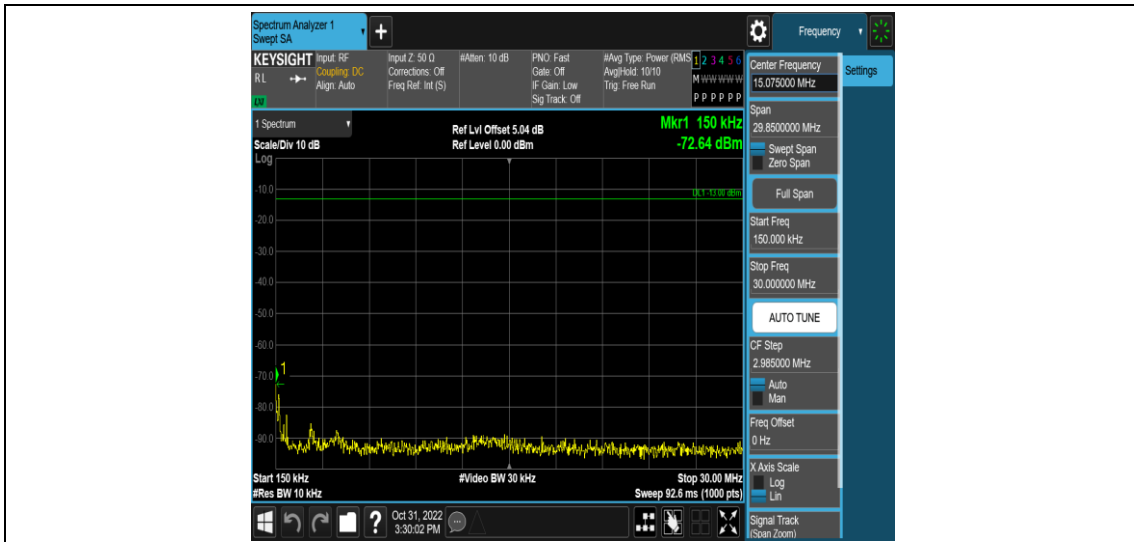 Spectrum Analyzer 1
Swept SA
+
Frequency
KEYSIGHT
Input: RF
Input Z: 50 Ω
#Atten: 10 dB
PNO: Fast
#Avg Type: Power (RMS
1 2 3 4 5 6
RL
Coupling: DC
Corrections: Off
Gate: Off
Avg|Hold: 10/10
M W W W W W
Align: Auto
Freq Ref: Int (S)
IF Gain: Low
Trig: Free Run
Sig Track: Off
P P P P P P
Center Frequency
15.075000 MHz
Settings
Span
29.8500000 MHz
Swept Span
Zero Span
Full Span
Start Freq
150.000 kHz
Stop Freq
30.000000 MHz
AUTO TUNE
CF Step
2.985000 MHz
Auto
Man
Freq Offset
0 Hz
X Axis Scale
Log
Lin
Signal Track
(Span Zoom)
1 Spectrum
Ref Lvl Offset 5.04 dB
Mkr1 150 kHz
Scale/Div 10 dB
Ref Level 0.00 dBm
-72.64 dBm
Log
-10.0
DL1 -13.00 dBm
-20.0
-30.0
-40.0
-50.0
-60.0
1
-70.0
-80.0
-90.0
Start 150 kHz
#Video BW 30 kHz
Stop 30.00 MHz
#Res BW 10 kHz
Sweep 92.6 ms (1000 pts)
?
Oct 31, 2022
3:30:02 PM